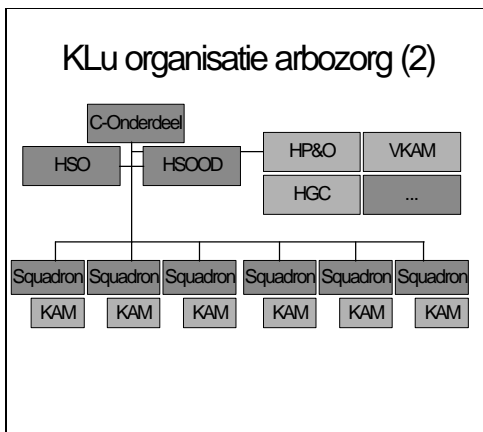 KLu organisatie arbozorg (2)
C-Onderdeel
HSO HSOOD HP&O VKAM
HGC ...
Squadron Squadron Squadron Squadron Squadron Squadron
KAM KAM KAM KAM KAM KAM